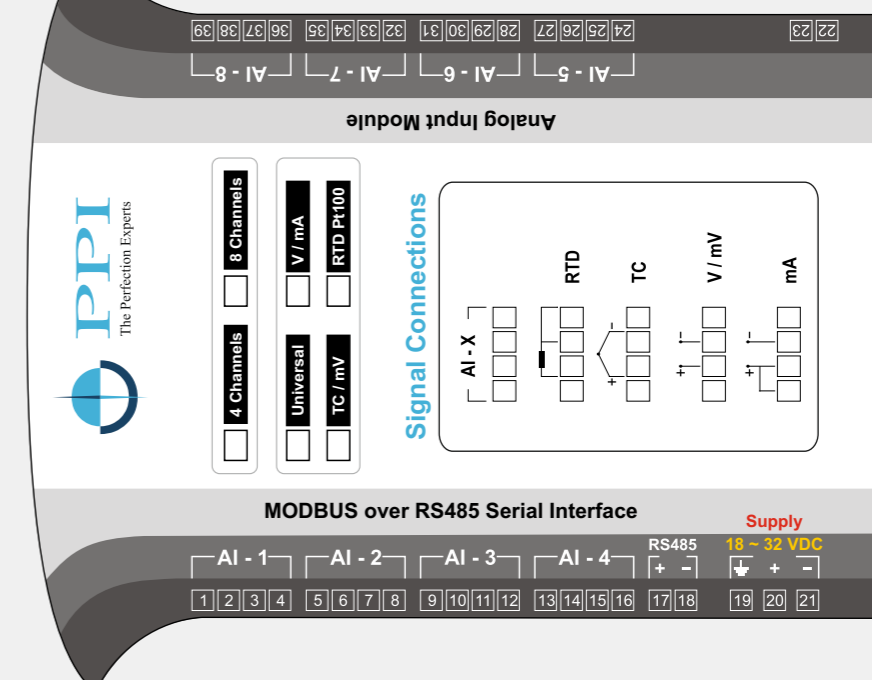 39 38 37 36 35 34 33 32 31 30 29 28 27 26 25 24 23 22
AI - 8 AI - 7 AI - 6 AI - 5
Analog Input Module
PPI
The Perfection Experts
4 Channels 8 Channels
Universal V / mA
TC / mV RTD Pt100
Signal Connections
AI - X
RTD
+ -
TC
+ -
V / mV
+ -
mA
MODBUS over RS485 Serial Interface
Supply
RS485 18 ~ 32 VDC
AI - 1 AI - 2 AI - 3 AI - 4
+ - + -
1 2 3 4 5 6 7 8 9 10 11 12 13 14 15 16 17 18 19 20 21